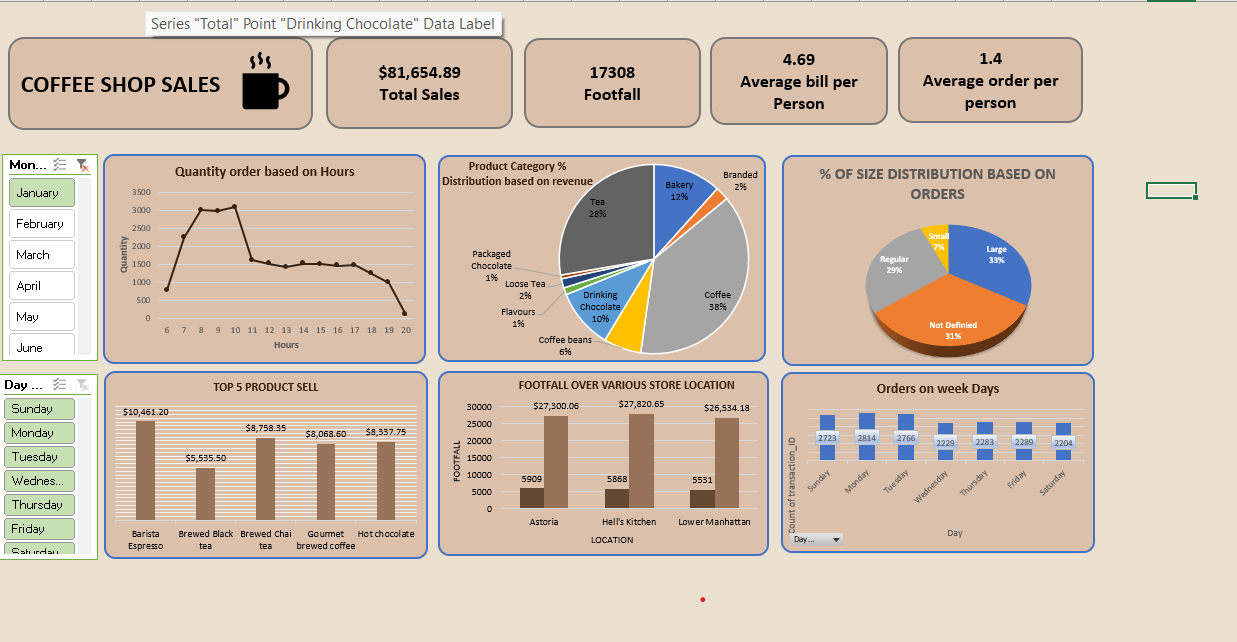 Series "Total" Point "Drinking Chocolate" Data Label
COFFEE SHOP SALES
$81,654.89
Total Sales
17308
Footfall
4.69
Average bill per
Person
1.4
Average order per
person
Mon...
January
February
March
April
May
June
Quantity order based on Hours
Quantity
3500
3000
2500
2000
1500
1000
500
0
6 7 8 9 10 11 12 13 14 15 16 17 18 19 20
Hours
Product Category %
Distribution based on revenue
Bakery
12%
Branded
2%
Coffee
38%
Coffee beans
6%
Drinking
Chocolate
10%
Flavours
1%
Loose Tea
2%
Packaged
Chocolate
1%
Tea
28%
% OF SIZE DISTRIBUTION BASED ON
ORDERS
Large
33%
Not Definied
31%
Regular
29%
Small
7%
Day ...
Sunday
Monday
Tuesday
Wednes...
Thursday
Friday
Saturday
TOP 5 PRODUCT SELL
$10,461.20
$5,535.50
$8,758.35
$8,068.60
$8,337.75
Barista
Espresso
Brewed Black
tea
Brewed Chai
tea
Gourmet
brewed coffee
Hot chocolate
FOOTFALL OVER VARIOUS STORE LOCATION
FOOTFALL
30000
25000
20000
15000
10000
5000
0
5909
$27,300.06
5868
$27,820.65
5531
$26,534.18
Astoria
Hell's Kitchen
Lower Manhattan
LOCATION
Orders on week Days
Count of transaction_ID
2723
2814
2766
2229
2283
2289
2204
Sunday
Monday
Tuesday
Wednesday
Thursday
Friday
Saturday
Day
Day...